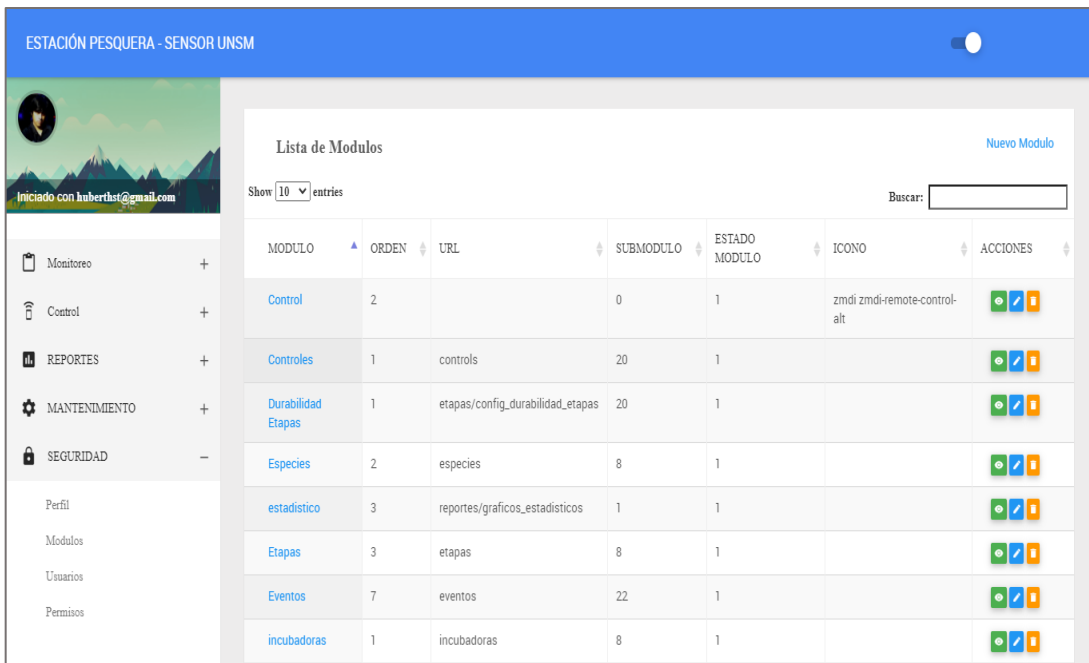 ESTACIÓN PESQUERA - SENSOR UNSM
Iniciado con huberthst@gmail.com
Monitoreo +
Control +
REPORTES +
MANTENIMIENTO +
SEGURIDAD −
Perfil
Modulos
Usuarios
Permisos
Lista de Modulos
Nuevo Modulo
Show 10 entries
Buscar:
MODULO ORDEN URL SUBMODULO ESTADO MODULO ICONO ACCIONES
Control 2 0 1 zmdi zmdi-remote-control-
alt
Controles 1 controls 20 1
Durabilidad 1 etapas/config_durabilidad_etapas 20 1
Etapas
Especies 2 especies 8 1
estadistico 3 reportes/graficos_estadisticos 1 1
Etapas 3 etapas 8 1
Eventos 7 eventos 22 1
incubadoras 1 incubadoras 8 1